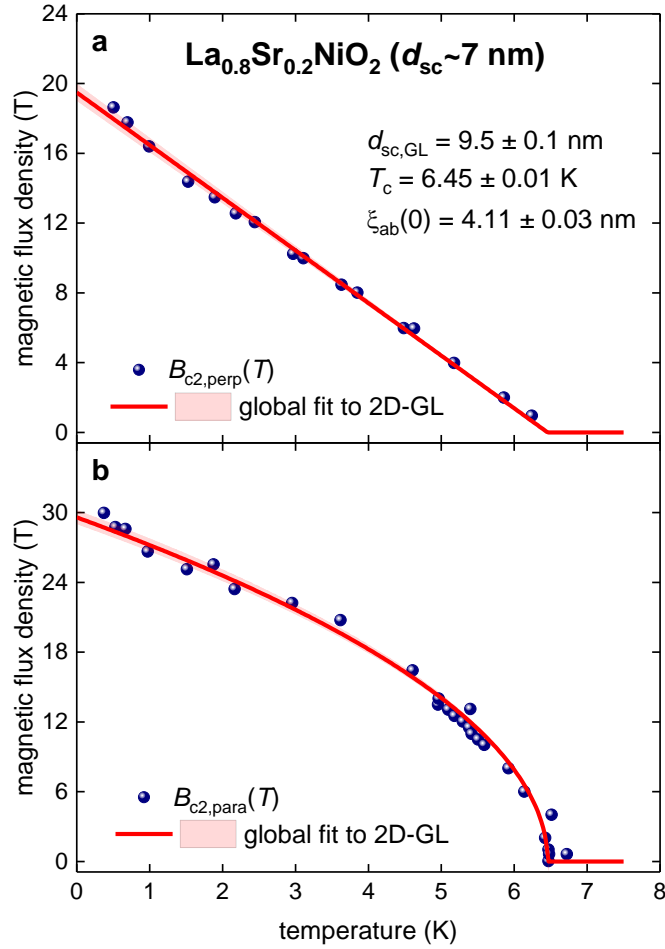 a
La0.8Sr0.2NiO2 (dsc~7 nm)
dsc,GL = 9.5 ± 0.1 nm
Tc = 6.45 ± 0.01 K
ξab(0) = 4.11 ± 0.03 nm
magnetic flux density (T)
24
20
16
12
8
4
0
Bc2,perp(T)
global fit to 2D-GL
b
magnetic flux density (T)
30
24
18
12
6
0
Bc2,para(T)
global fit to 2D-GL
0 1 2 3 4 5 6 7 8
temperature (K)